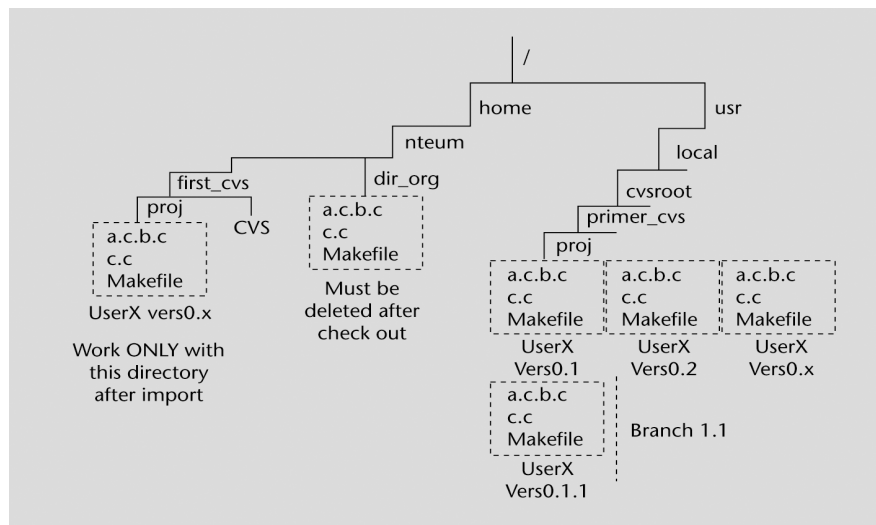 /
home
usr
nteum
local
first_cvs
dir_org
cvsroot
proj
CVS
primer_cvs
proj
a.c.b.c
c.c
Makefile
UserX vers0.x
Work ONLY with
this directory
after import
a.c.b.c
c.c
Makefile
Must be
deleted after
check out
a.c.b.c
c.c
Makefile
UserX
Vers0.1
a.c.b.c
c.c
Makefile
UserX
Vers0.2
a.c.b.c
c.c
Makefile
UserX
Vers0.x
a.c.b.c
c.c
Makefile
UserX
Vers0.1.1
Branch 1.1